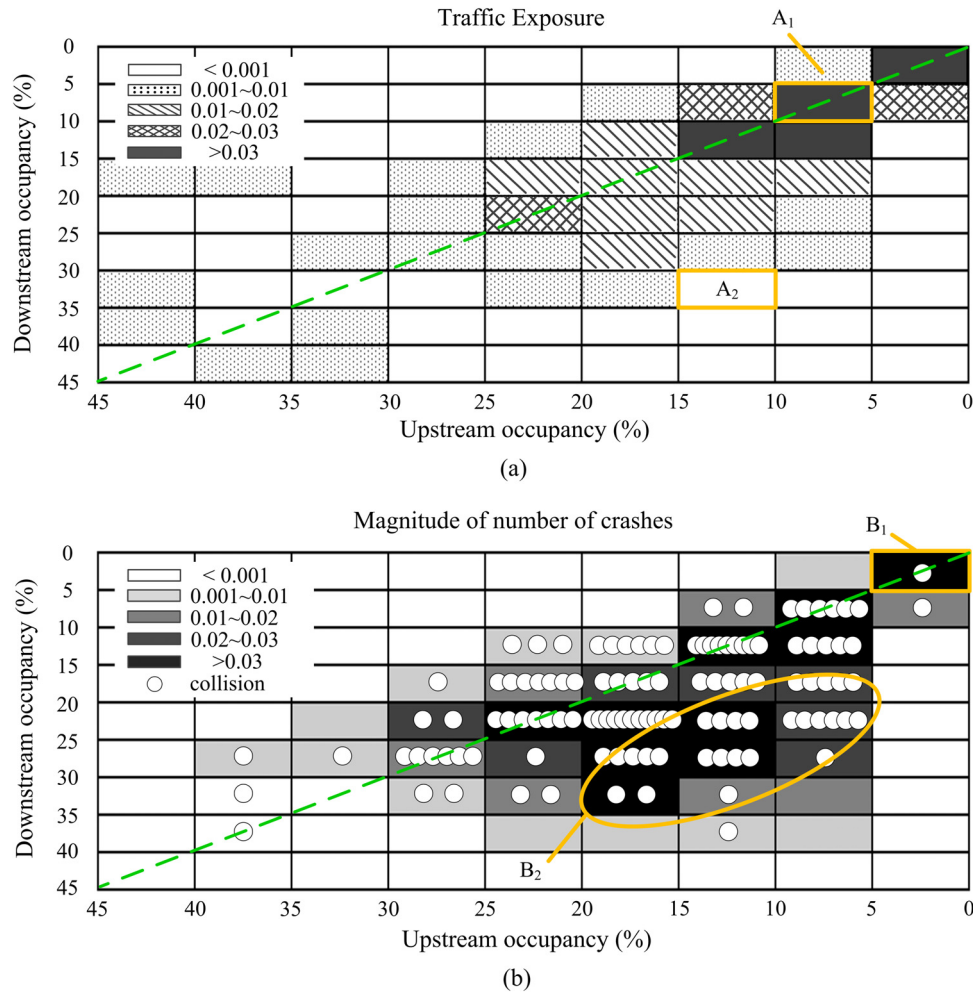 Traffic Exposure
A1
0
5
10
15
20
25
30
35
40
45
Downstream occupancy (%)
< 0.001
0.001~0.01
0.01~0.02
0.02~0.03
>0.03
A2
45 40 35 30 25 20 15 10 5 0
Upstream occupancy (%)
(a)
Magnitude of number of crashes
B1
0
5
10
15
20
25
30
35
40
45
Downstream occupancy (%)
< 0.001
0.001~0.01
0.01~0.02
0.02~0.03
>0.03
collision
B2
45 40 35 30 25 20 15 10 5 0
Upstream occupancy (%)
(b)